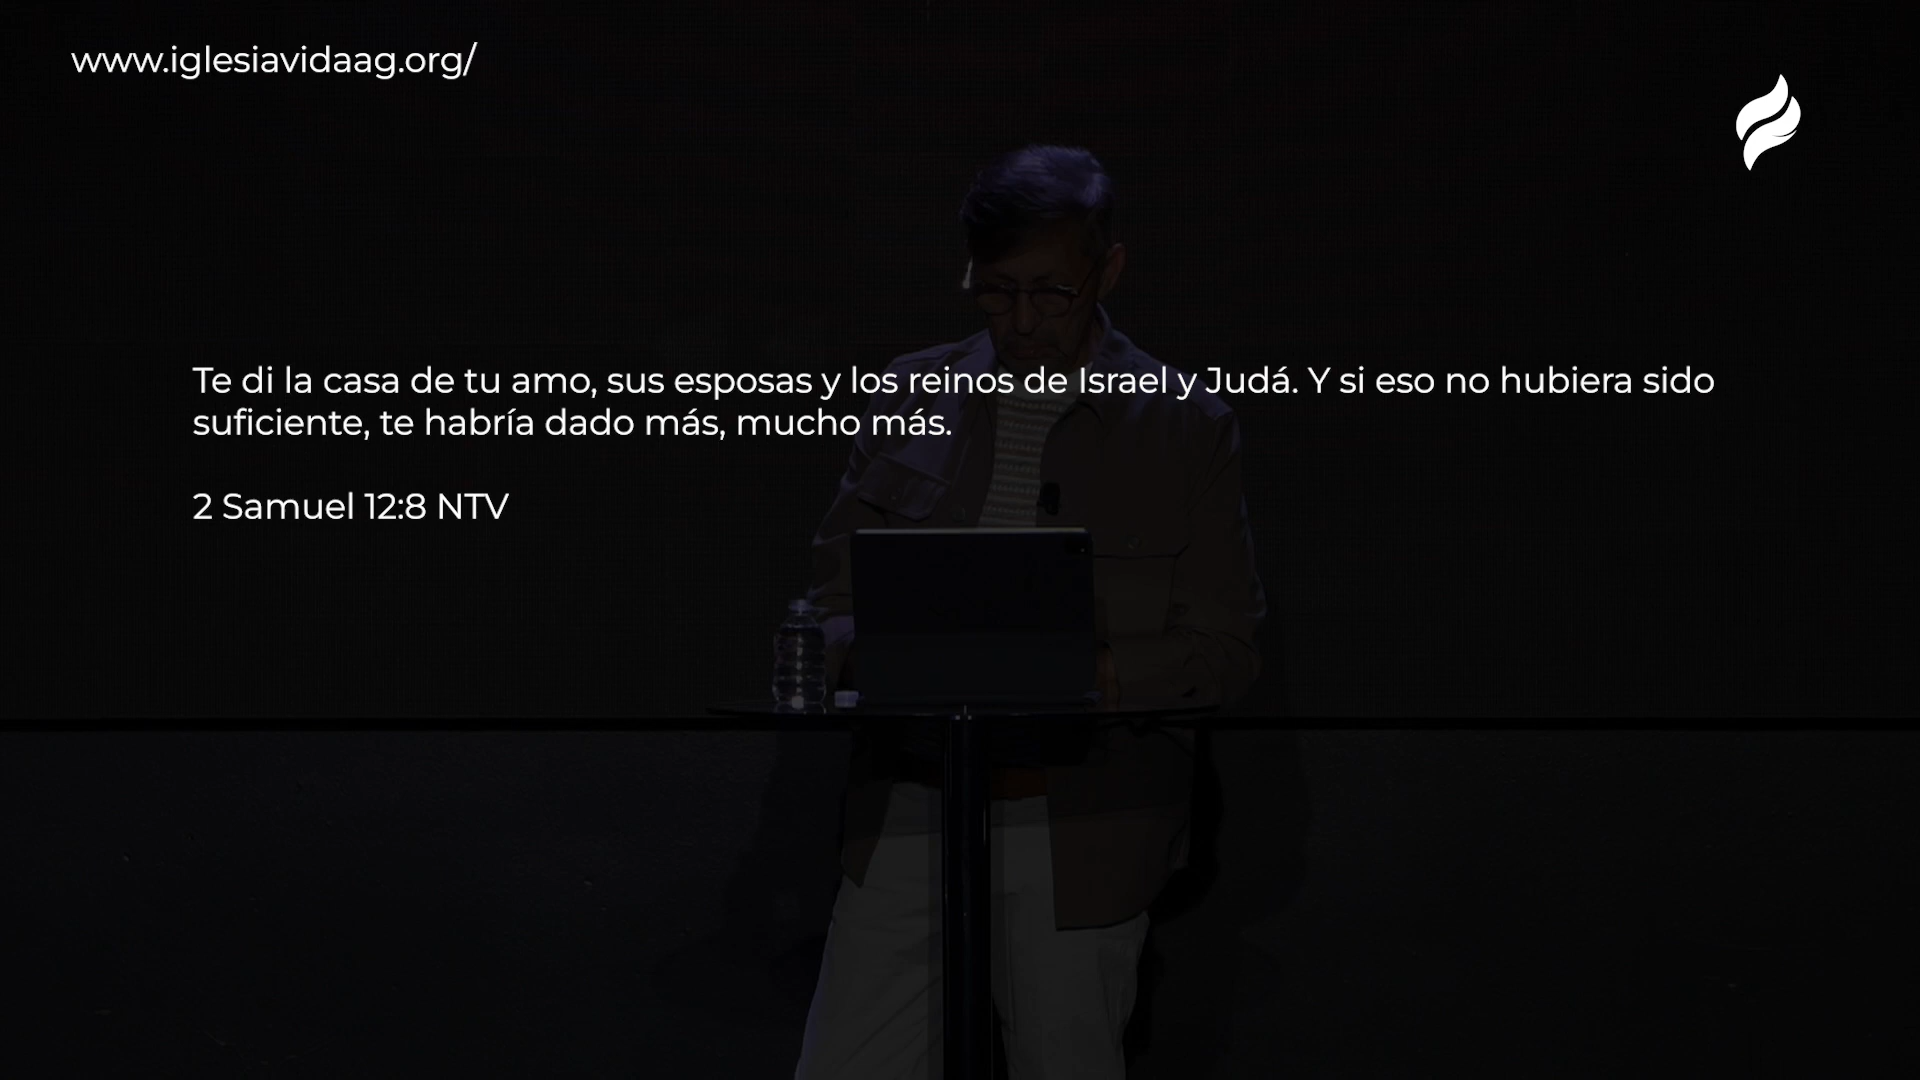 www.iglesiavidaag.org/
Te di la casa de tu amo, sus esposas y los reinos de Israel y Judá. Y si eso no hubiera sido
suficiente, te habría dado más, mucho más.
2 Samuel 12:8 NTV